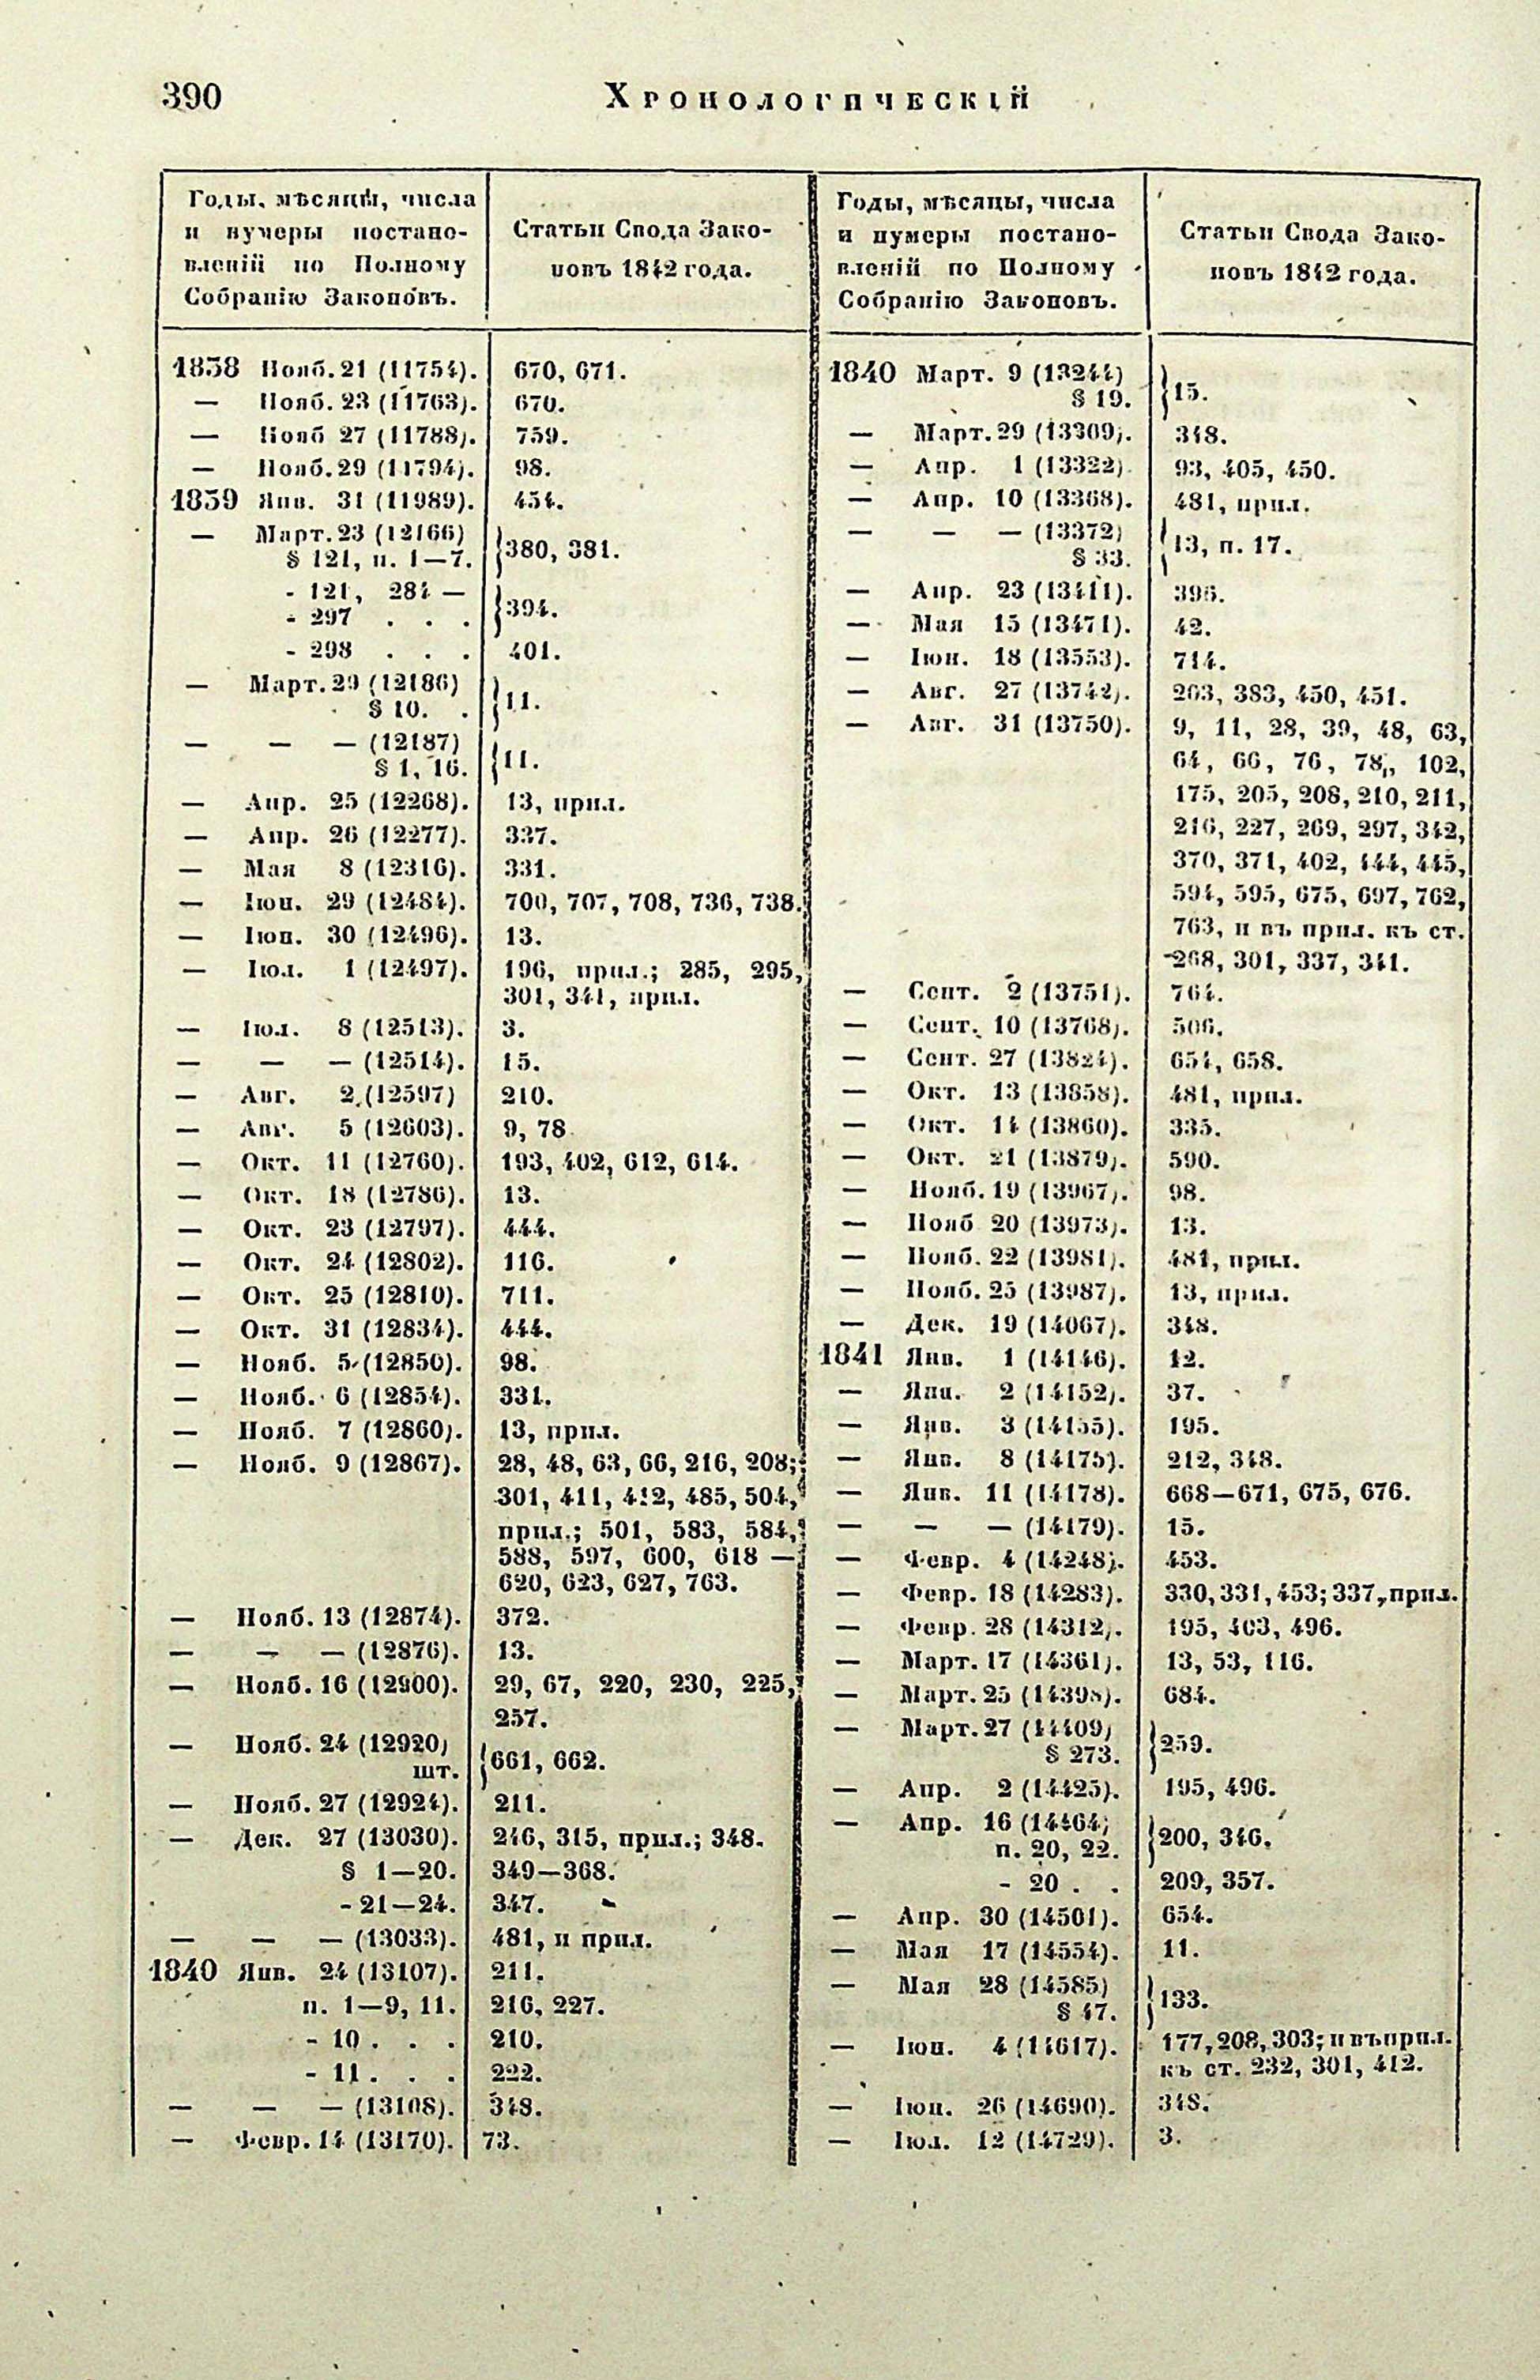 390
Хронологическій
Годы, мѣсяцы, числа
и нумеры постано-
вленій по Полному
Собранію Законовъ.
Статьи Свода Зако-
новъ 1842 года.
1838 Нояб. 21 (11754). 670, 671.
— Нояб. 23 (11763). 670.
— Нояб 27 (11788). 759.
— Нояб. 29 (11794). 98.
1839 Янв. 31 (11989). 454.
— Март. 23 (12166)
§ 121, п. 1—7. 380, 381.
- 121, 284 —
- 297 . . . 394.
- 298 . . . 401.
— Март. 29 (12186)
§ 10. . 11.
— — — (12187)
§ 1, 16. 11.
— Апр. 25 (12268). 13, прил.
— Апр. 26 (12277). 337.
— Мая 8 (12316). 331.
— Іюн. 29 (12484). 700, 707, 708, 736, 738.
— Іюн. 30 (12496). 13.
— Іюл. 1 (12497). 196, прил.; 285, 295,
301, 341, прил.
— Іюл. 8 (12513). 3.
— — — (12514). 15.
— Авг. 2 (12597) 210.
— Авг. 5 (12603). 9, 78
— Окт. 11 (12760). 193, 402, 612, 614.
— Окт. 18 (12786). 13.
— Окт. 23 (12797). 444.
— Окт. 24 (12802). 116.
— Окт. 25 (12810). 711.
— Окт. 31 (12834). 444.
— Нояб. 5 (12850). 98.
— Нояб. 6 (12854). 331.
— Нояб. 7 (12860). 13, прил.
— Нояб. 9 (12867). 28, 48, 63, 66, 216, 208;
301, 411, 412, 485, 504,
прил.; 501, 583, 584,
588, 597, 600, 618 —
620, 623, 627, 763.
— Нояб. 13 (12874). 372.
— — — (12876). 13.
— Нояб. 16 (12900). 29, 67, 220, 230, 225,
257.
— Нояб. 24 (12920)
шт. 661, 662.
— Нояб. 27 (12924). 211.
— Дек. 27 (13030). 246, 315, прил.; 348.
§ 1—20. 349—368.
- 21—24. 347.
— — — (13033). 481, и прил.
1840 Янв. 24 (13107). 211.
п. 1—9, 11. 216, 227.
- 10 . . . 210.
- 11 . . . 222.
— — — (13108). 348.
— Февр. 14 (13170). 73.
Годы, мѣсяцы, числа
и нумеры постано-
вленій по Полному
Собранію Законовъ.
Статьи Свода Зако-
новъ 1842 года.
1840 Март. 9 (13244)
§ 19. 15.
— Март. 29 (13309). 348.
— Апр. 1 (13322) 93, 405, 450.
— Апр. 10 (13368). 481, прил.
— — — (13372)
§ 33. 13, п. 17.
— Апр. 23 (13411). 396.
— Мая 15 (13471). 42.
— Іюн. 18 (13553). 714.
— Авг. 27 (13742). 203, 383, 450, 451.
— Авг. 31 (13750). 9, 11, 28, 39, 48, 63,
64, 66, 76, 78, 102,
175, 205, 208, 210, 211,
216, 227, 269, 297, 342,
370, 371, 402, 444, 445,
594, 595, 675, 697, 762,
763, и въ прил. къ ст.
268, 301, 337, 341.
— Сент. 2 (13751). 764.
— Сент. 10 (13768). 506.
— Сент. 27 (13824). 654, 658.
— Окт. 13 (13858). 481, прил.
— Окт. 14 (13860). 335.
— Окт. 21 (13879). 590.
— Нояб. 19 (13967). 98.
— Нояб 20 (13973). 13.
— Нояб. 22 (13981). 481, прил.
— Нояб. 25 (13987). 13, прил.
— Дек. 19 (14067). 348.
1841 Янв. 1 (14146). 12.
— Янв. 2 (14152). 37.
— Янв. 3 (14155). 195.
— Янв. 8 (14175). 212, 348.
— Янв. 11 (14178). 668—671, 675, 676.
— — — (14179). 15.
— Февр. 4 (14248). 453.
— Февр. 18 (14283). 330, 331, 453; 337, прил.
— Февр. 28 (14312). 195, 403, 496.
— Март. 17 (14361). 13, 53, 116.
— Март. 25 (14398). 684.
— Март. 27 (14409)
§ 273. 259.
— Апр. 2 (14425). 195, 496.
— Апр. 16 (14464)
п. 20, 22. 200, 346.
- 20 . . 209, 357.
— Апр. 30 (14501). 654.
— Мая 17 (14554). 11.
— Мая 28 (14585)
§ 47. 133.
— Іюн. 4 (14617). 177, 208, 303; и въ прил.
къ ст. 232, 301, 412.
— Іюн. 26 (14690). 348.
— Іюл. 12 (14729). 3.